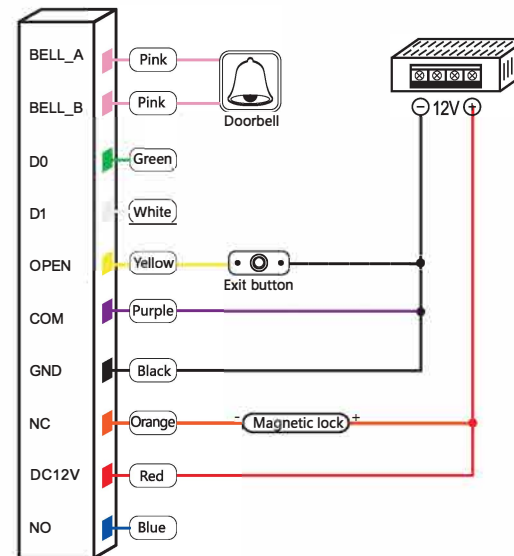 BELL_A Pink
BELL_B Pink
Doorbell
− 12V +
D0 Green
D1 White
OPEN Yellow
Exit button
COM Purple
GND Black
NC Orange - Magnetic lock +
DC12V Red
NO Blue